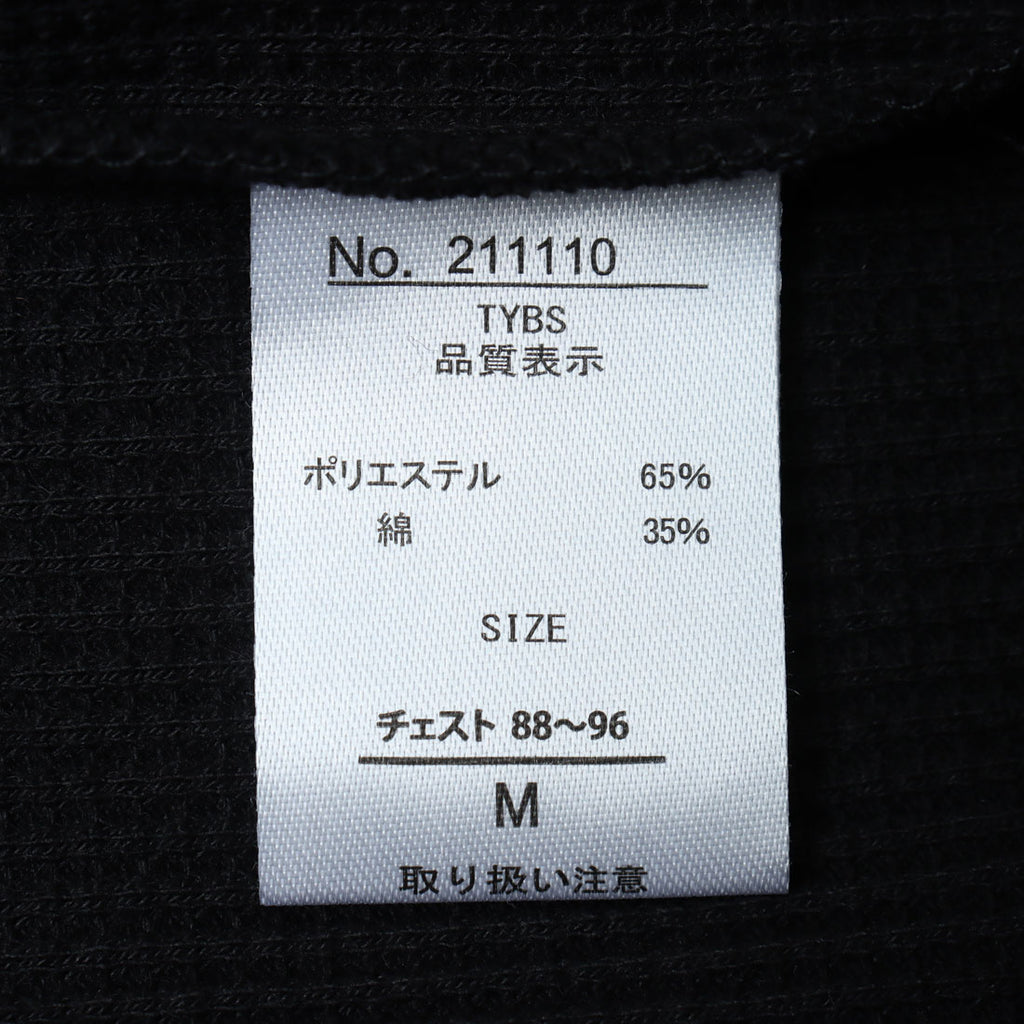 No. 211110
TYBS
品質表示
ポリエステル 65%
綿 35%
SIZE
チェスト 88〜96
M
取り扱い注意